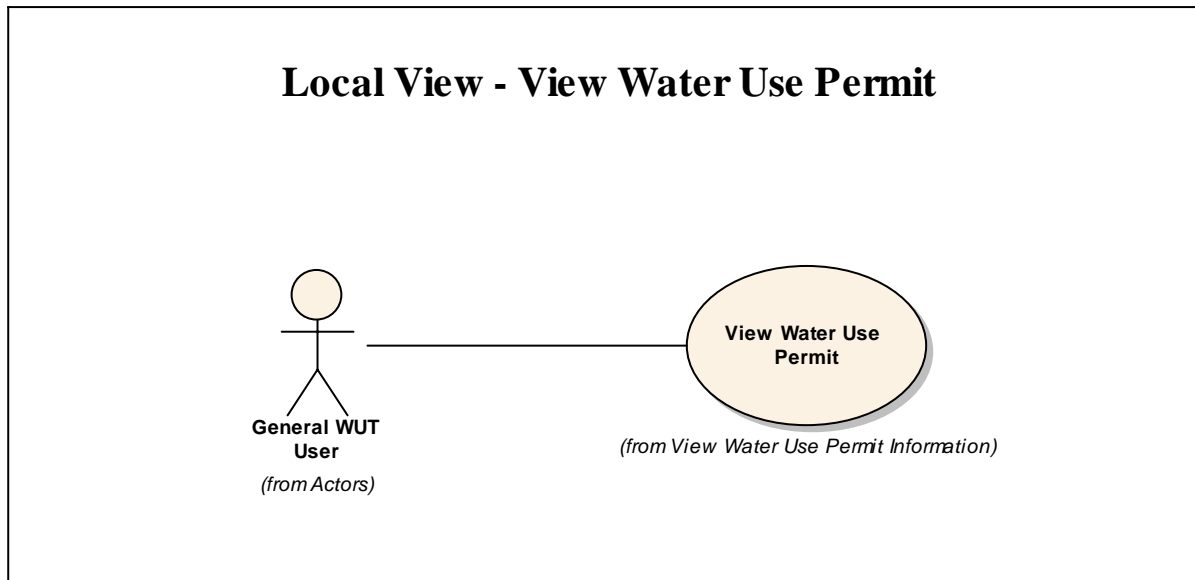 Local View - View Water Use Permit
View Water Use
Permit
General WUT
User
(from Actors)
(from View Water Use Permit Information)